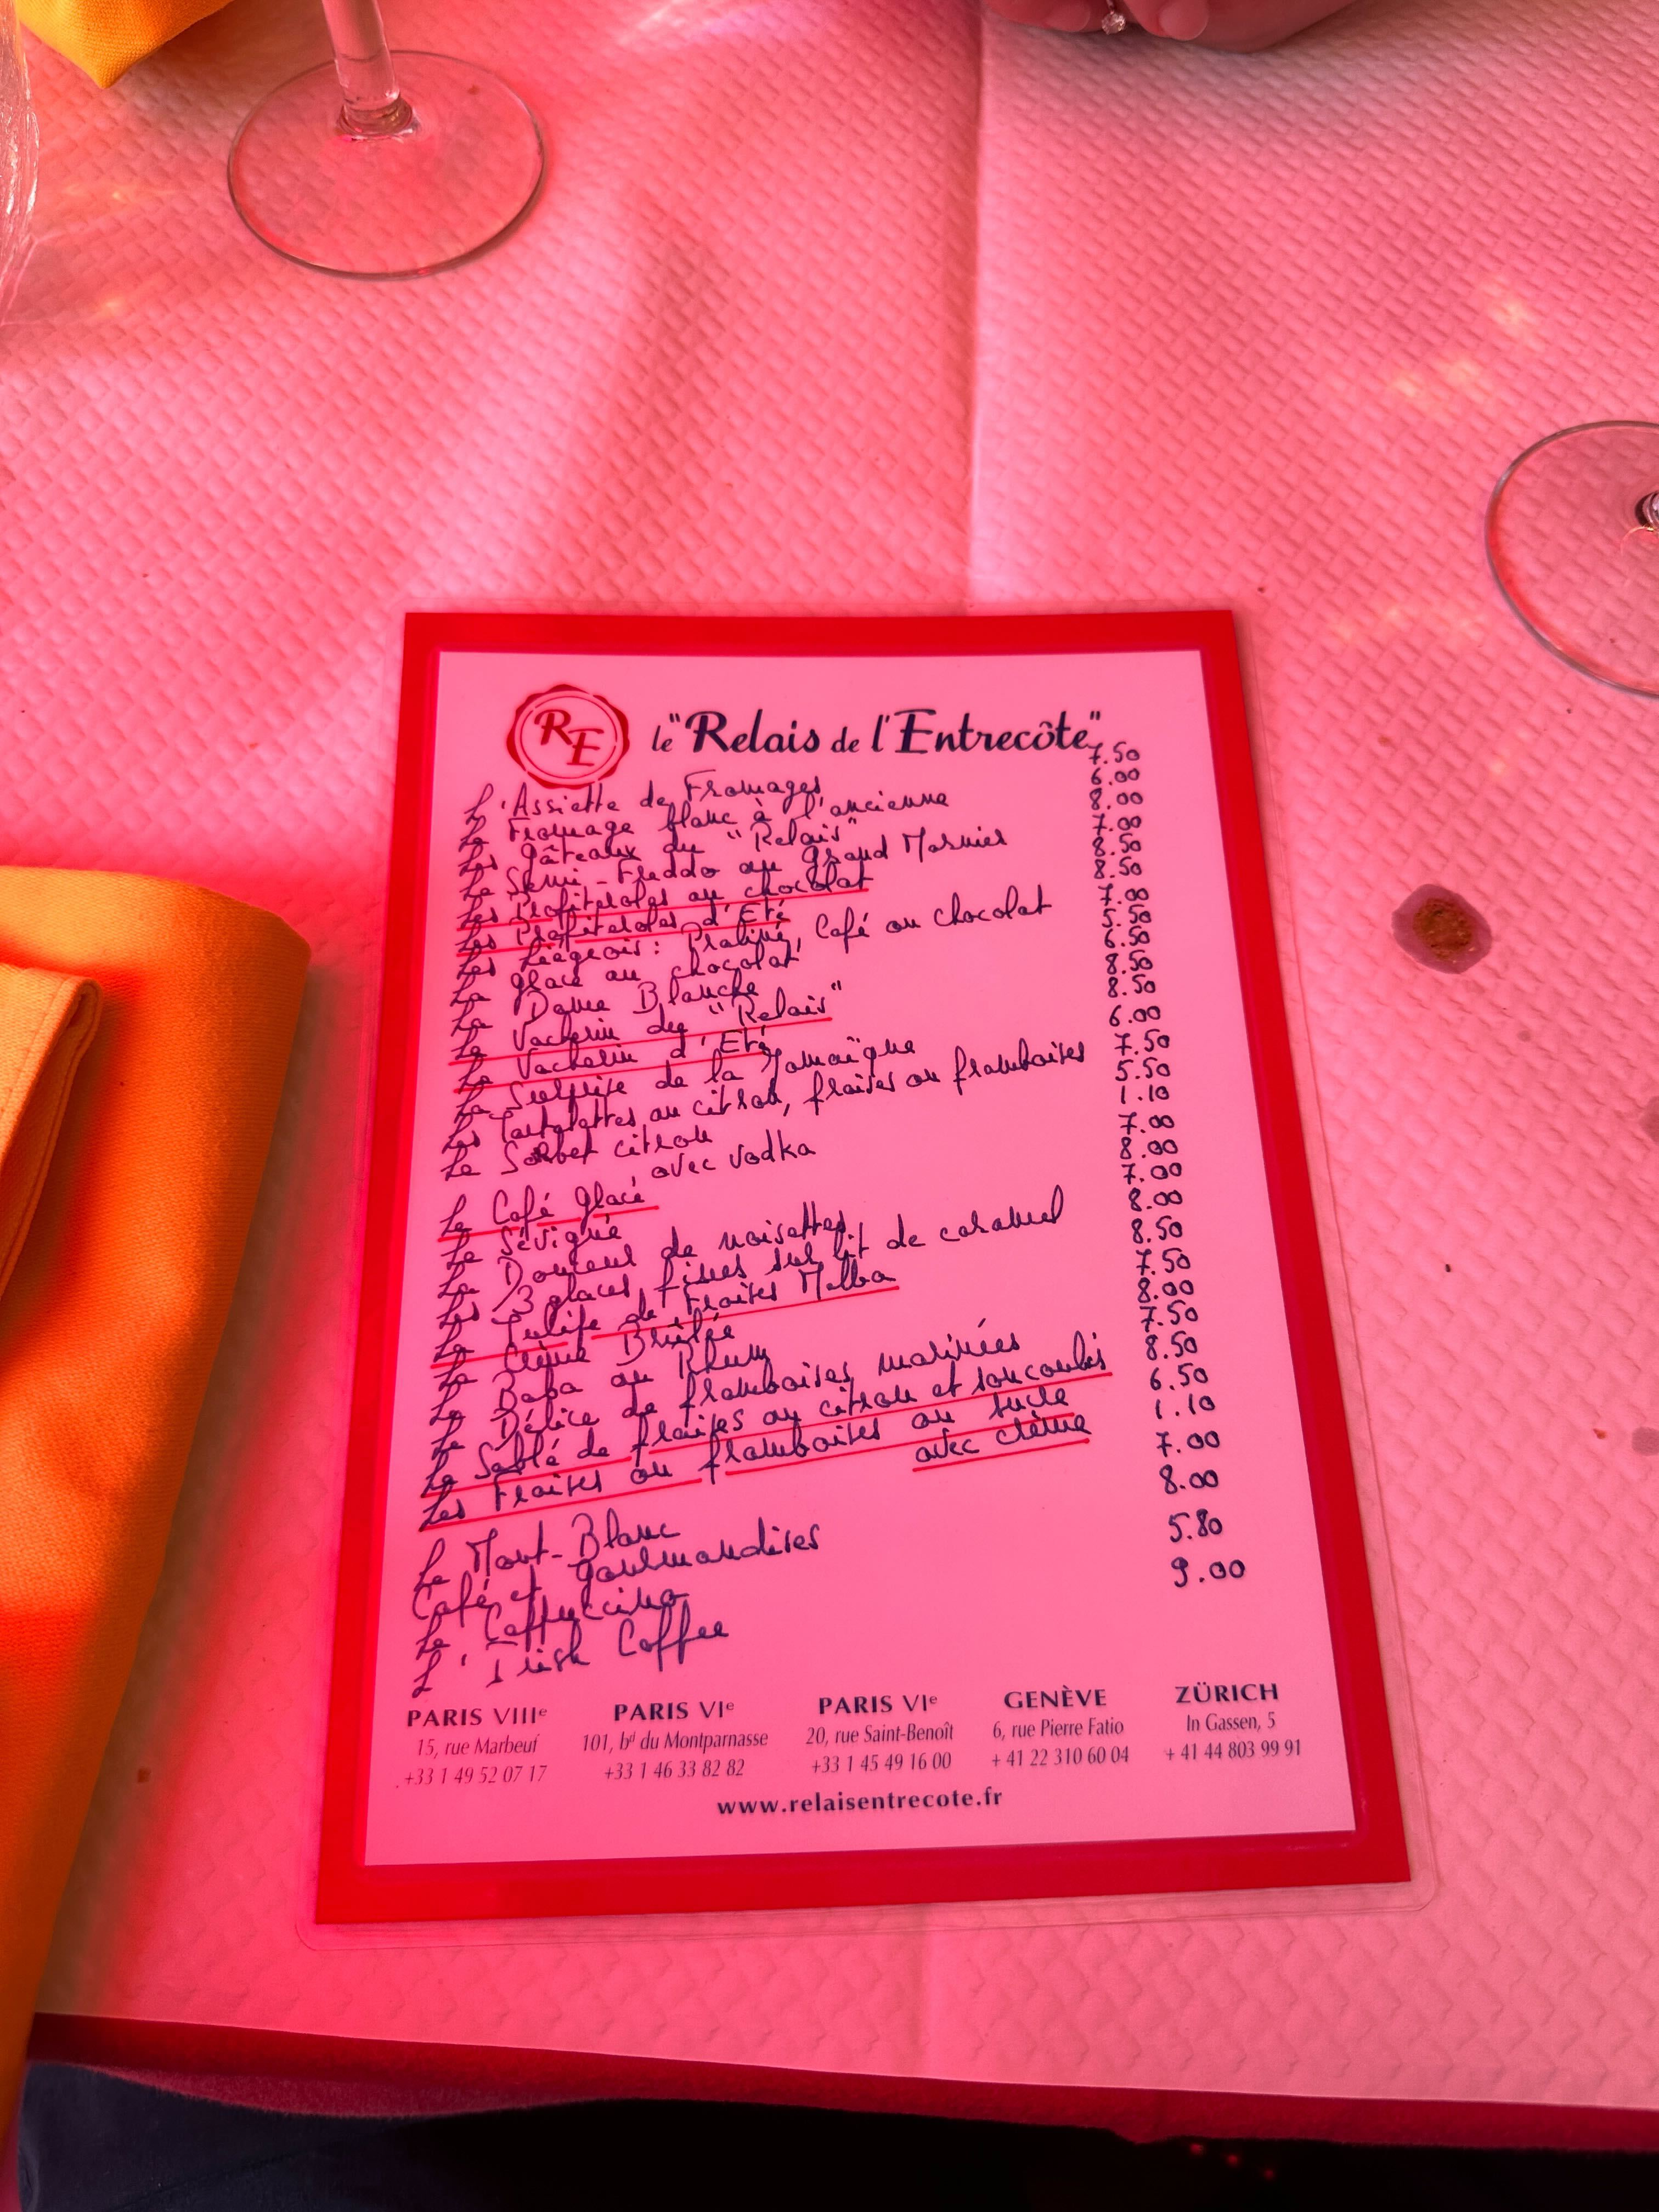 RE
le "Relais de l'Entrecôte"
L'Assiette de Fromages 7.50
Le Fromage blanc à l'ancienne 6.00
Les gâteaux du "Relais" 8.00
Le Semi-Freddo au Grand Marnier 7.00
Les Profiteroles au chocolat 8.50
Les Profiteroles d'Eté 8.50
Les Liégeois: Praliné, Café ou chocolat 7.00
La glace au chocolat 5.50
La Dame Blanche 6.50
Le Vacherin du "Relais" 8.50
Le Vacherin d'Eté 8.50
La Surprise de la Jamaïque 6.00
Les Tartelettes au citron, fraises ou framboises 7.50
Le Sorbet citron 5.50
avec vodka 1.10
Le Café glacé 7.00
Le Sévigné 8.00
La Douceur de noisettes 7.00
Les 3 glaces fines sur lit de caramel 8.00
La Tulipe de Fraises Melba 8.50
La Crème Brûlée 7.50
Le Baba au Rhum 8.00
Le Délice de framboises marinées 7.50
Le Sablé de fraises au citron et son coulis 8.50
Les Fraises ou framboises au sucre 6.50
avec crème 1.10
Le Mont-Blanc 7.00
Café et gourmandises 8.00
Le Cappuccino 5.80
L'Irish Coffee 9.00
PARIS VIIIe PARIS VIe PARIS VIe GENÈVE ZÜRICH
15, rue Marbeuf 101, bd du Montparnasse 20, rue Saint-Benoît 6, rue Pierre Fatio In Gassen, 5
+33 1 49 52 07 17 +33 1 46 33 82 82 +33 1 45 49 16 00 + 41 22 310 60 04 + 41 44 803 99 91
www.relaisentrecote.fr